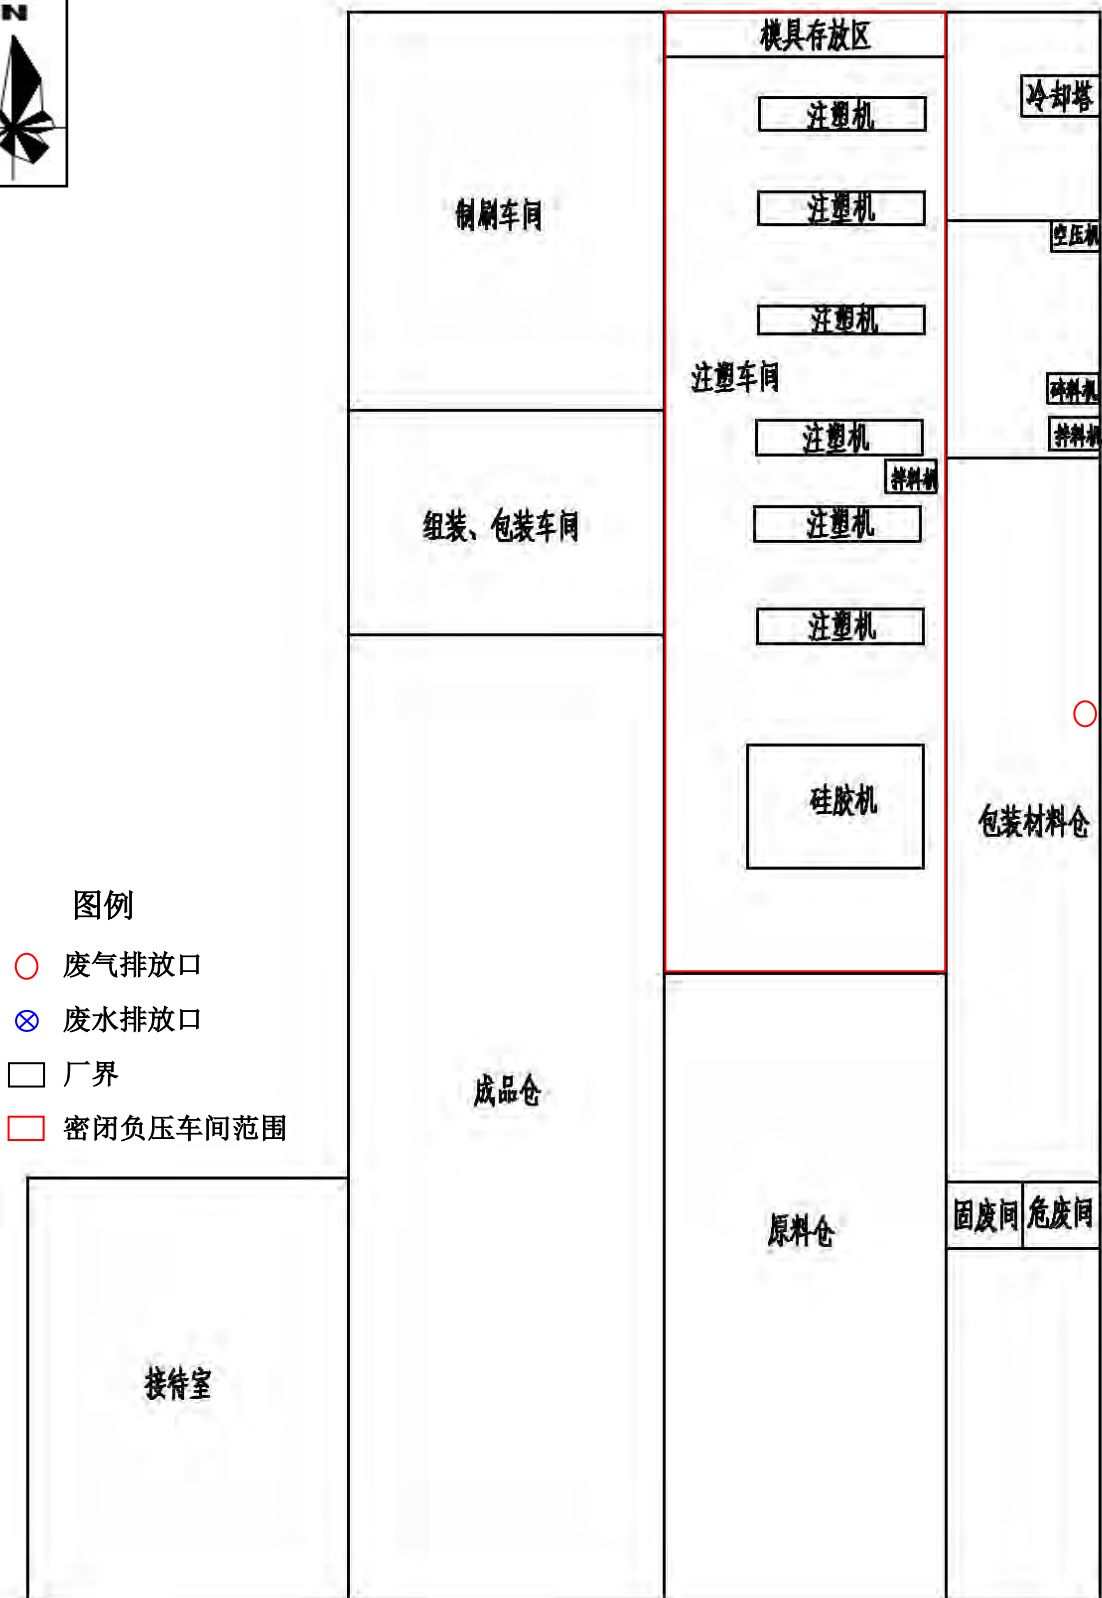 N
模具存放区
冷却塔
注塑机
注塑机
制刷车间
空压机
注塑机
注塑车间
碎料机
注塑机
拌料机
拌料机
组装、包装车间
注塑机
注塑机
硅胶机
包装材料仓
图例
废气排放口
废水排放口
厂界
密闭负压车间范围
成品仓
原料仓
固废间
危废间
接待室